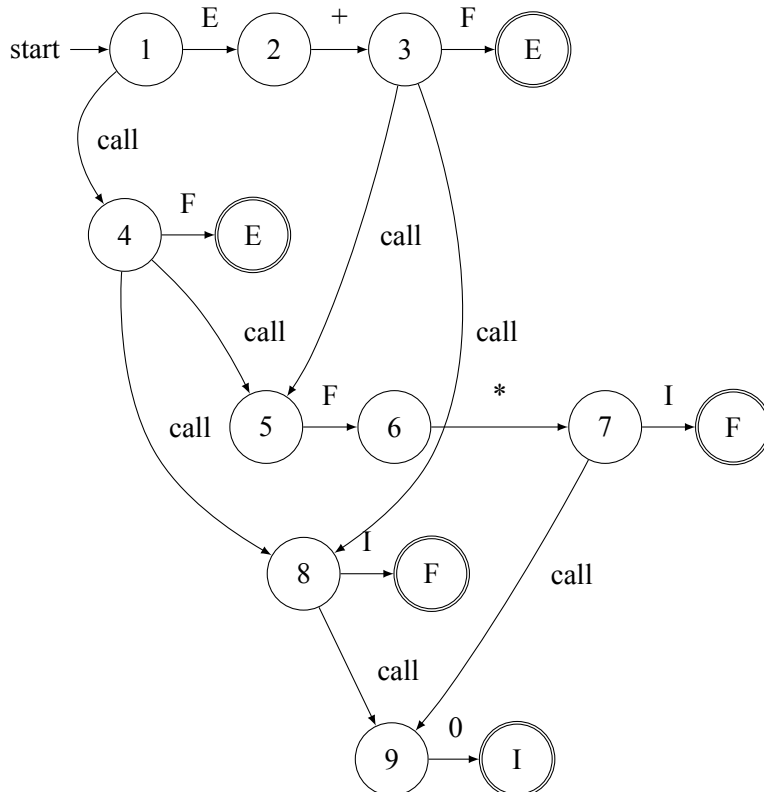 E + F
start 1 2 3 E
call
F
4 E
call
call
call
F * I
call
5 6 7 F
I
8 F
call
call
0
9 I